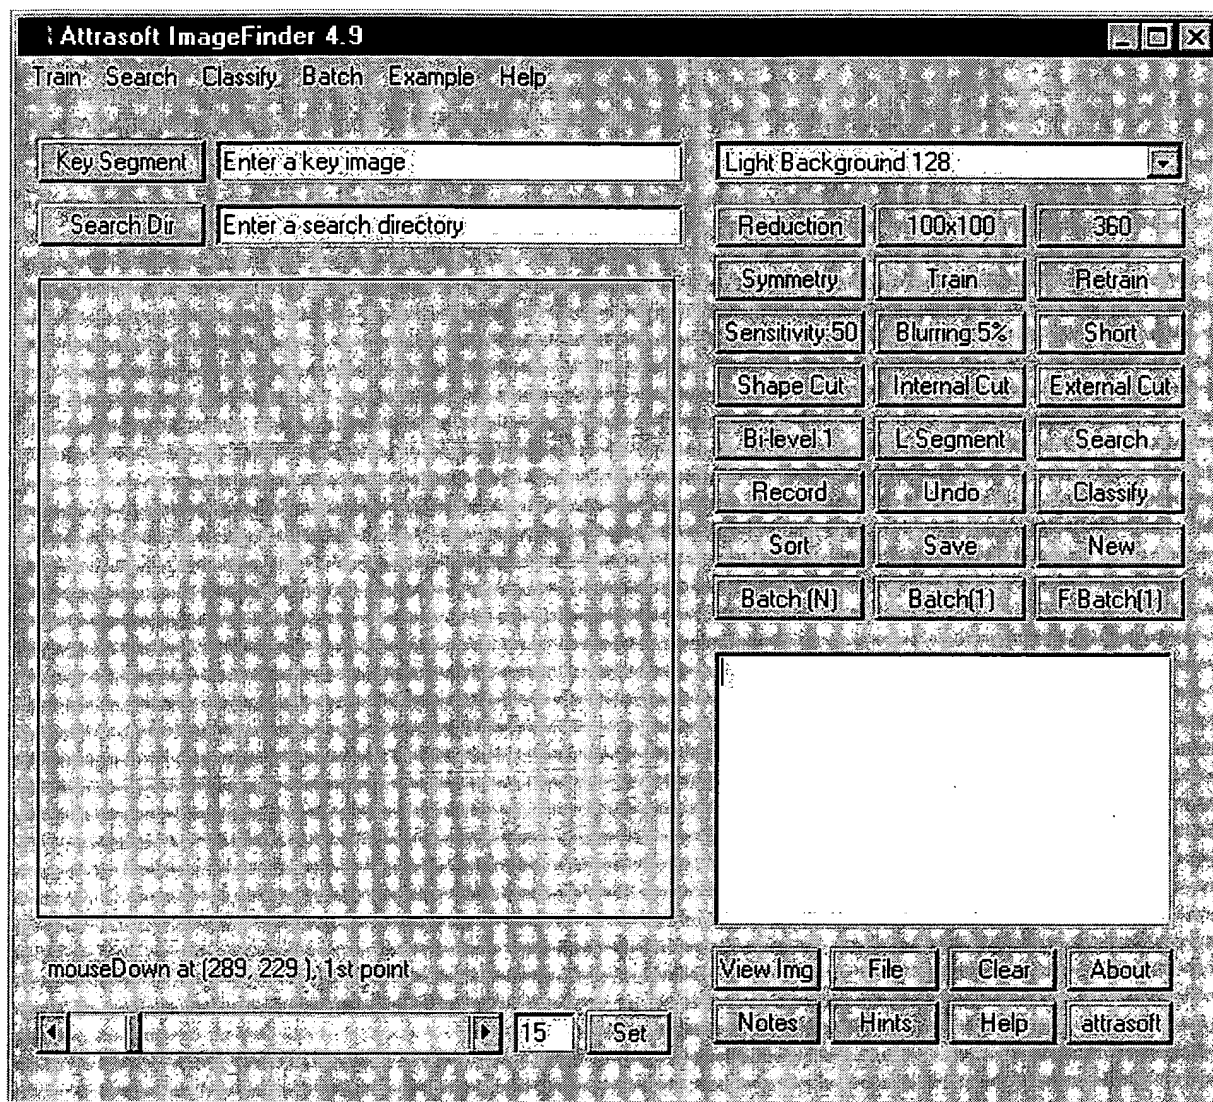 Attrasoft ImageFinder 4.9
Train Search Classify Batch Example Help
Key Segment Enter a key image Light Background 128
Search Dir Enter a search directory
Reduction 100x100 360
Symmetry Train Retrain
Sensitivity 50 Blurring 5% Short
Shape Cut Internal Cut External Cut
Bi-level 1 L Segment Search
Record Undo Classify
Sort Save New
Batch (N) Batch(1) F Batch(1)
mouseDown at (289, 229 ), 1st point
View Img File Clear About
15 Set Notes Hints Help attrasoft